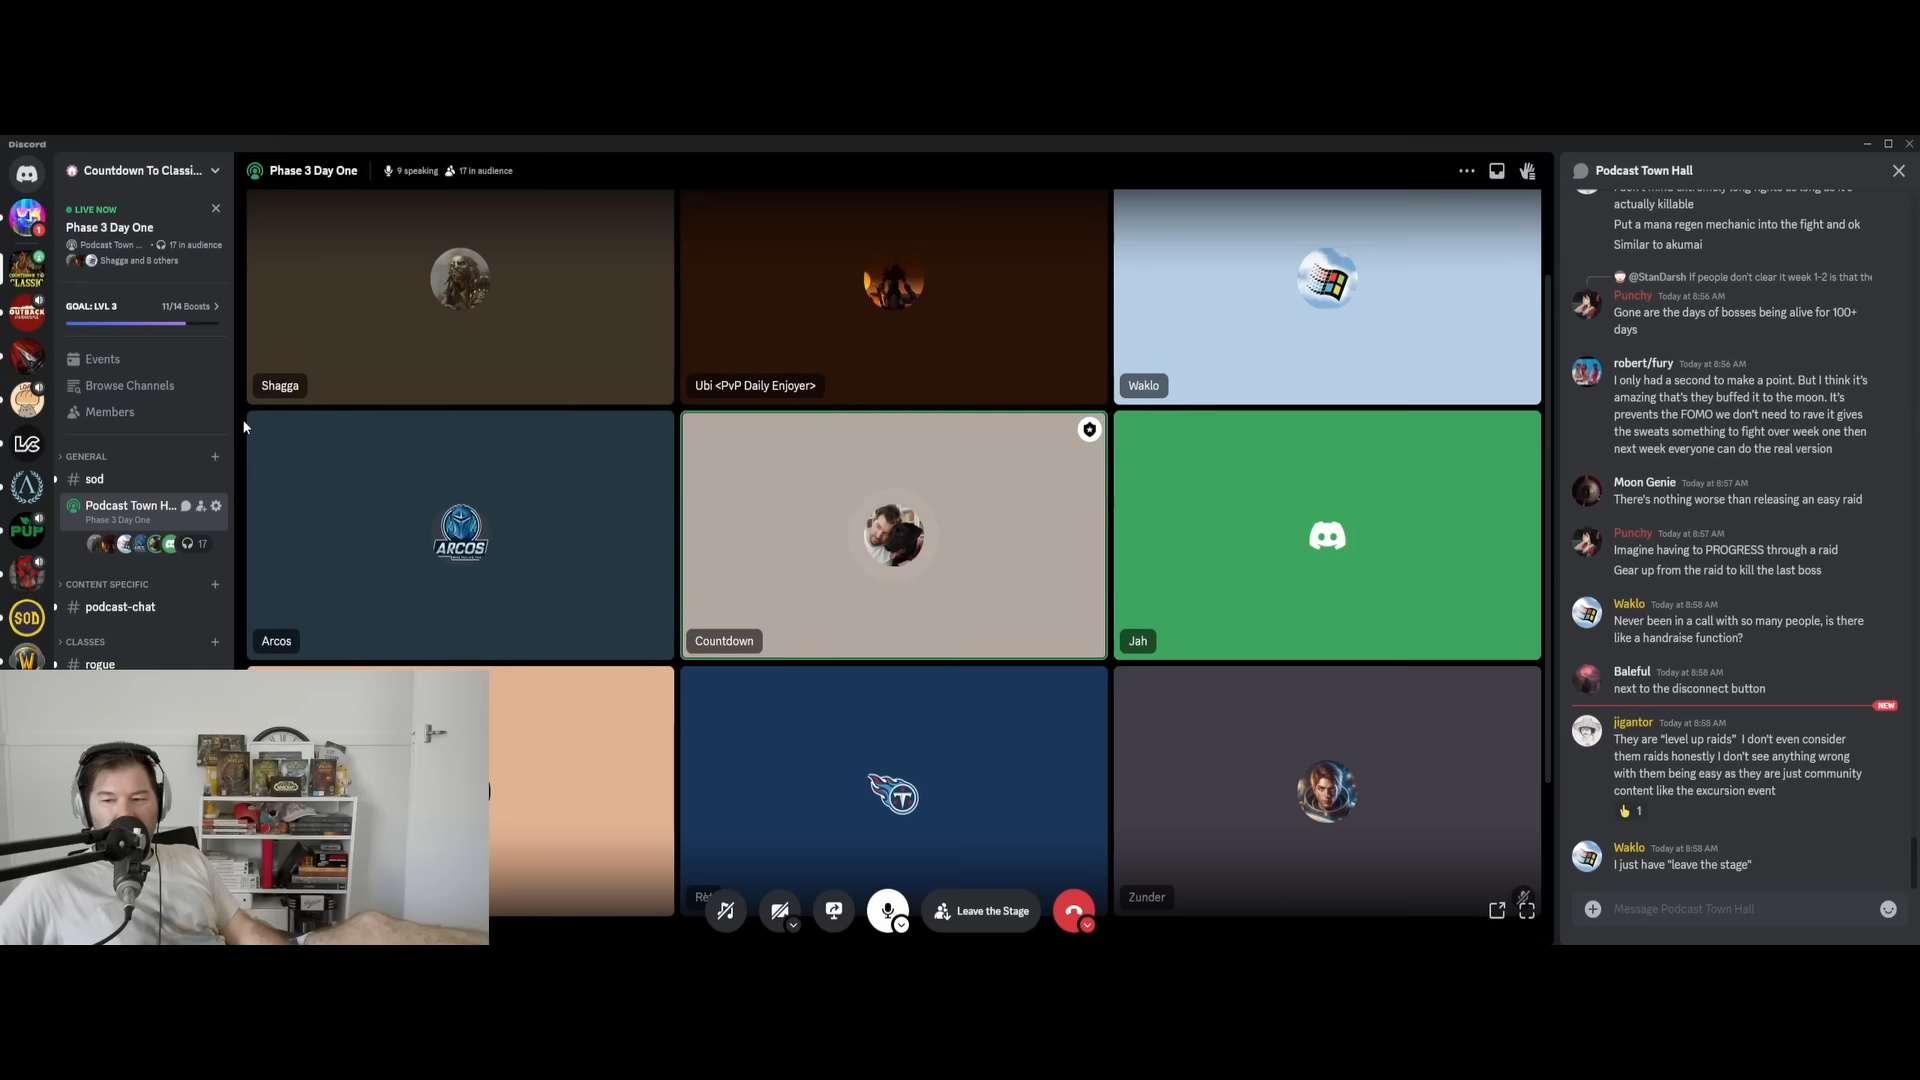 Discord
Countdown To Classi...
LIVE NOW
Phase 3 Day One
Podcast Town ... • 17 in audience
Shagga and 8 others
GOAL: LVL 3 11/14 Boosts
Events
Browse Channels
Members
GENERAL
sod
Podcast Town H...
Phase 3 Day One
17
CONTENT SPECIFIC
podcast-chat
CLASSES
rogue
1
CLASSIC
OUTBACK
LC
PUP
SOD
W
Phase 3 Day One
9 speaking 17 in audience
Shagga
Ubi <PvP Daily Enjoyer>
Waklo
ARCOS
Arcos
Countdown
Jah
T
Zunder
Leave the Stage
Podcast Town Hall
actually killable
Put a mana regen mechanic into the fight and ok
Similar to akumai
@StanDarsh If people don't clear it week 1-2 is that the
Punchy Today at 8:56 AM
Gone are the days of bosses being alive for 100+
days
robert/fury Today at 8:56 AM
I only had a second to make a point. But I think it's
amazing that's they buffed it to the moon. It's
prevents the FOMO we don't need to rave it gives
the sweats something to fight over week one then
next week everyone can do the real version
Moon Genie Today at 8:57 AM
There's nothing worse than releasing an easy raid
Punchy Today at 8:57 AM
Imagine having to PROGRESS through a raid
Gear up from the raid to kill the last boss
Waklo Today at 8:58 AM
Never been in a call with so many people, is there
like a handraise function?
Baleful Today at 8:58 AM
next to the disconnect button
NEW
jigantor Today at 8:58 AM
They are "level up raids" I don't even consider
them raids honestly I don't see anything wrong
with them being easy as they are just community
content like the excursion event
1
Waklo Today at 8:58 AM
I just have "leave the stage"
Message Podcast Town Hall